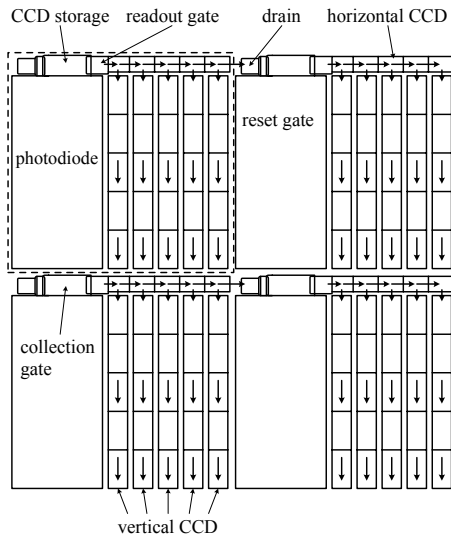 CCD storage
readout gate
drain
horizontal CCD
reset gate
photodiode
collection
gate
vertical CCD